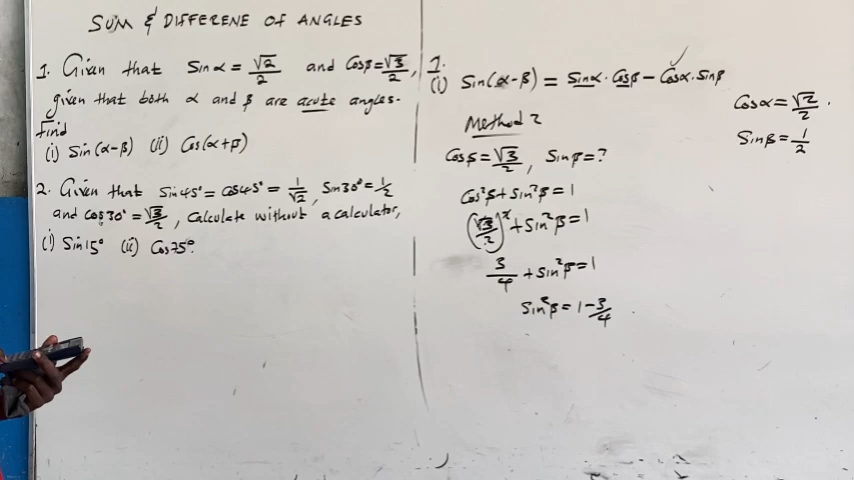 SUM & DIFFERENE OF ANGLES
1. Given that Sinα = √2/2 and Cosβ = √3/2,
given that both α and β are acute angles.
find
(i) Sin(α-β) (ii) Cos(α+β)
2. Given that Sin45° = Cos45° = 1/√2, Sin30° = 1/2
and cos30° = √3/2, Calculate without a calculator,
(i) Sin15° (ii) Cos75°.
1.
(i) Sin(α-β) = Sinα·Cosβ - Cosα·Sinβ
Method 2
Cosβ = √3/2, Sinβ = ?
Cos²β + Sin²β = 1
(√3/2)² + Sin²β = 1
3/4 + Sin²β = 1
Sin²β = 1 - 3/4
Cosα = √2/2.
Sinβ = 1/2